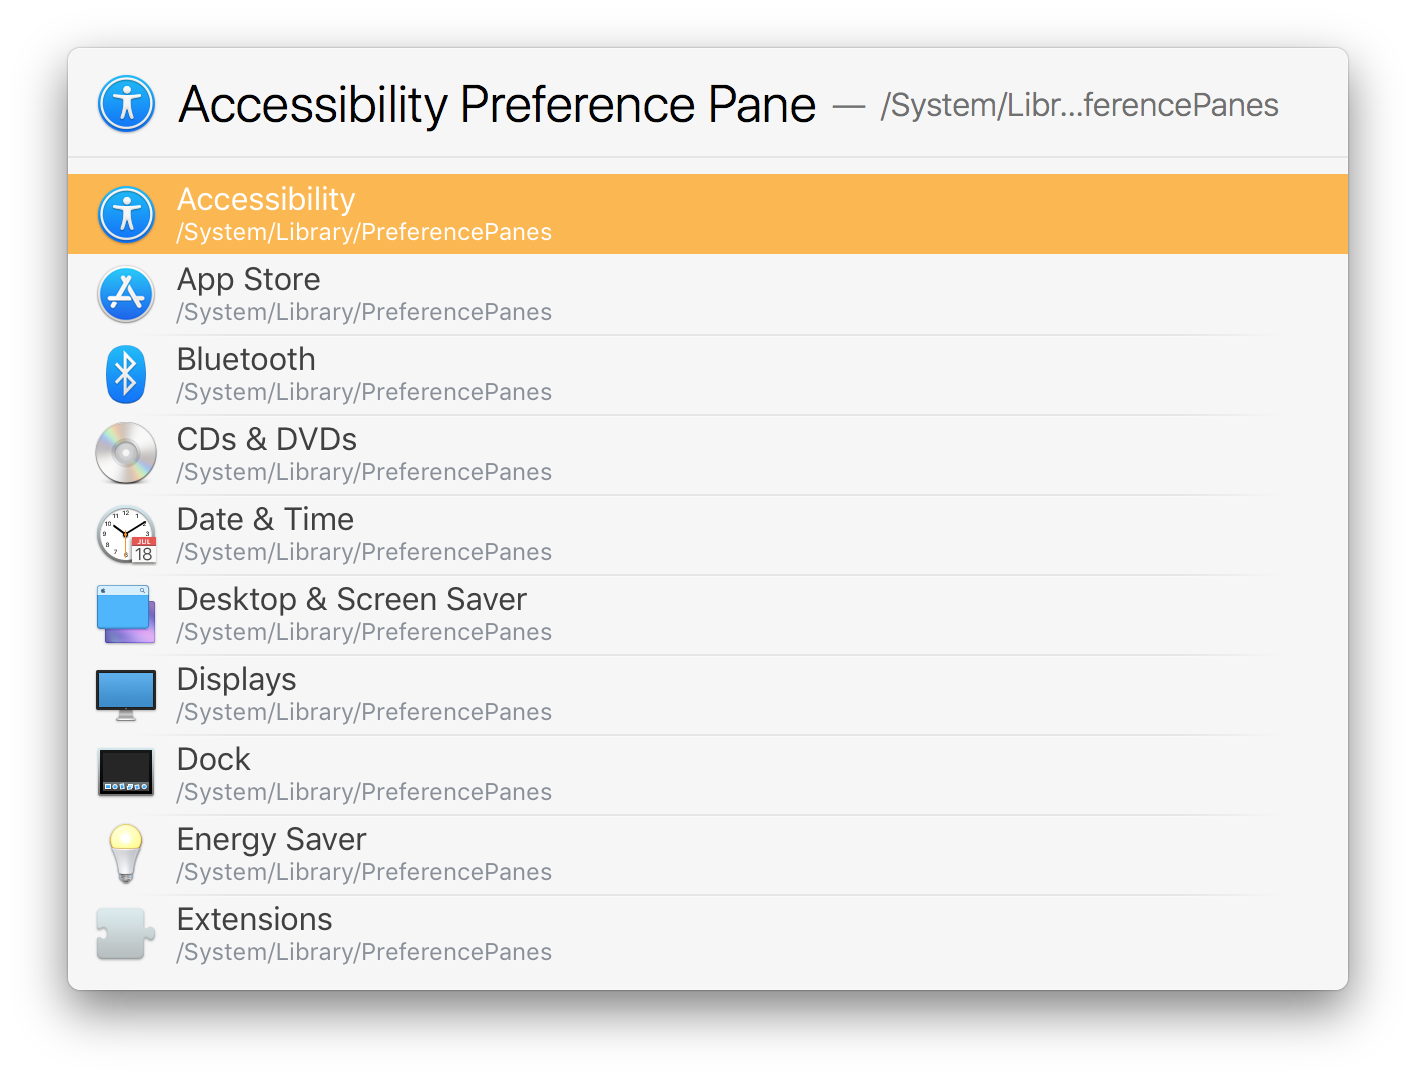 Accessibility Preference Pane — /System/Libr...ferencePanes
Accessibility
/System/Library/PreferencePanes
App Store
/System/Library/PreferencePanes
Bluetooth
/System/Library/PreferencePanes
CDs & DVDs
/System/Library/PreferencePanes
Date & Time
/System/Library/PreferencePanes
JUL
18
Desktop & Screen Saver
/System/Library/PreferencePanes
Displays
/System/Library/PreferencePanes
Dock
/System/Library/PreferencePanes
Energy Saver
/System/Library/PreferencePanes
Extensions
/System/Library/PreferencePanes